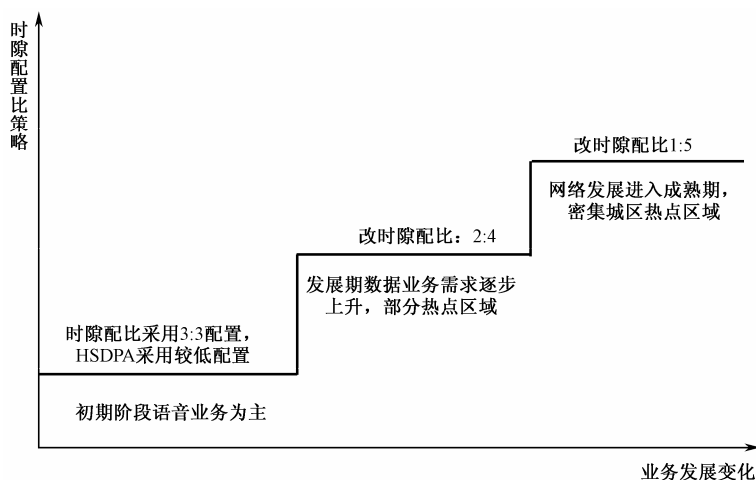 时隙配置比策略
改时隙配比1:5
网络发展进入成熟期，
密集城区热点区域
改时隙配比：2:4
发展期数据业务需求逐步
上升，部分热点区域
时隙配比采用3:3配置，
HSDPA采用较低配置
初期阶段语音业务为主
业务发展变化